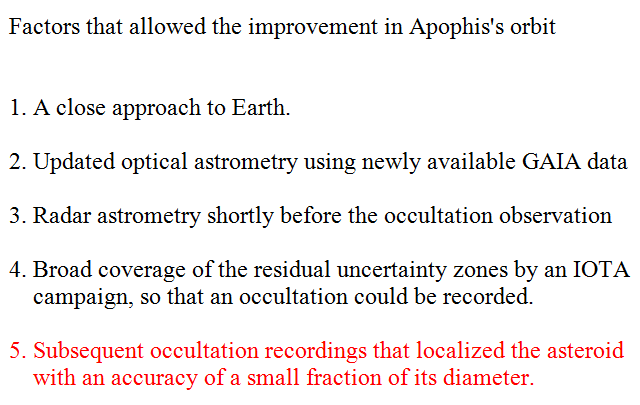 Factors that allowed the improvement in Apophis's orbit
1. A close approach to Earth.
2. Updated optical astrometry using newly available GAIA data
3. Radar astrometry shortly before the occultation observation
4. Broad coverage of the residual uncertainty zones by an IOTA
campaign, so that an occultation could be recorded.
5. Subsequent occultation recordings that localized the asteroid
with an accuracy of a small fraction of its diameter.